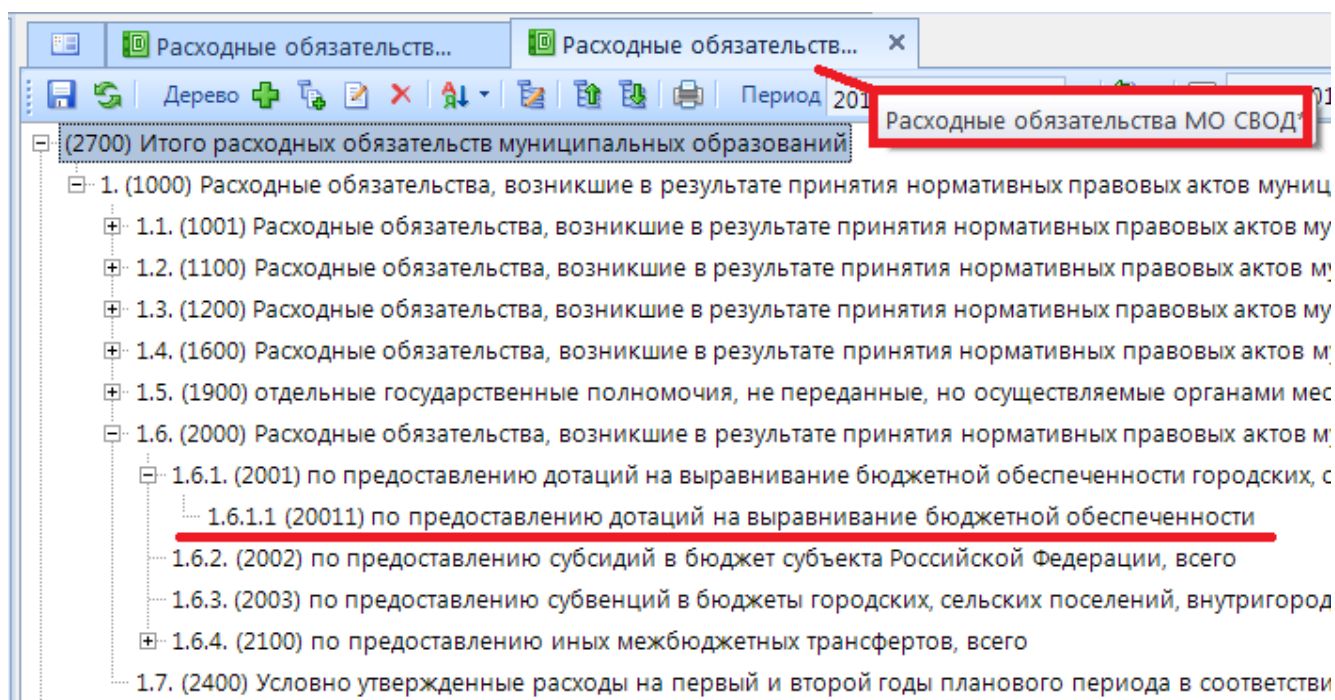 Расходные обязательств...
Расходные обязательств...
Дерево
Период 201
01
Расходные обязательства МО СВОД*
(2700) Итого расходных обязательств муниципальных образований
1. (1000) Расходные обязательства, возникшие в результате принятия нормативных правовых актов муниц
1.1. (1001) Расходные обязательства, возникшие в результате принятия нормативных правовых актов му
1.2. (1100) Расходные обязательства, возникшие в результате принятия нормативных правовых актов му
1.3. (1200) Расходные обязательства, возникшие в результате принятия нормативных правовых актов му
1.4. (1600) Расходные обязательства, возникшие в результате принятия нормативных правовых актов му
1.5. (1900) отдельные государственные полномочия, не переданные, но осуществляемые органами мес
1.6. (2000) Расходные обязательства, возникшие в результате принятия нормативных правовых актов му
1.6.1. (2001) по предоставлению дотаций на выравнивание бюджетной обеспеченности городских, с
1.6.1.1 (20011) по предоставлению дотаций на выравнивание бюджетной обеспеченности
1.6.2. (2002) по предоставлению субсидий в бюджет субъекта Российской Федерации, всего
1.6.3. (2003) по предоставлению субвенций в бюджеты городских, сельских поселений, внутригород
1.6.4. (2100) по предоставлению иных межбюджетных трансфертов, всего
1.7. (2400) Условно утвержденные расходы на первый и второй годы планового периода в соответстви